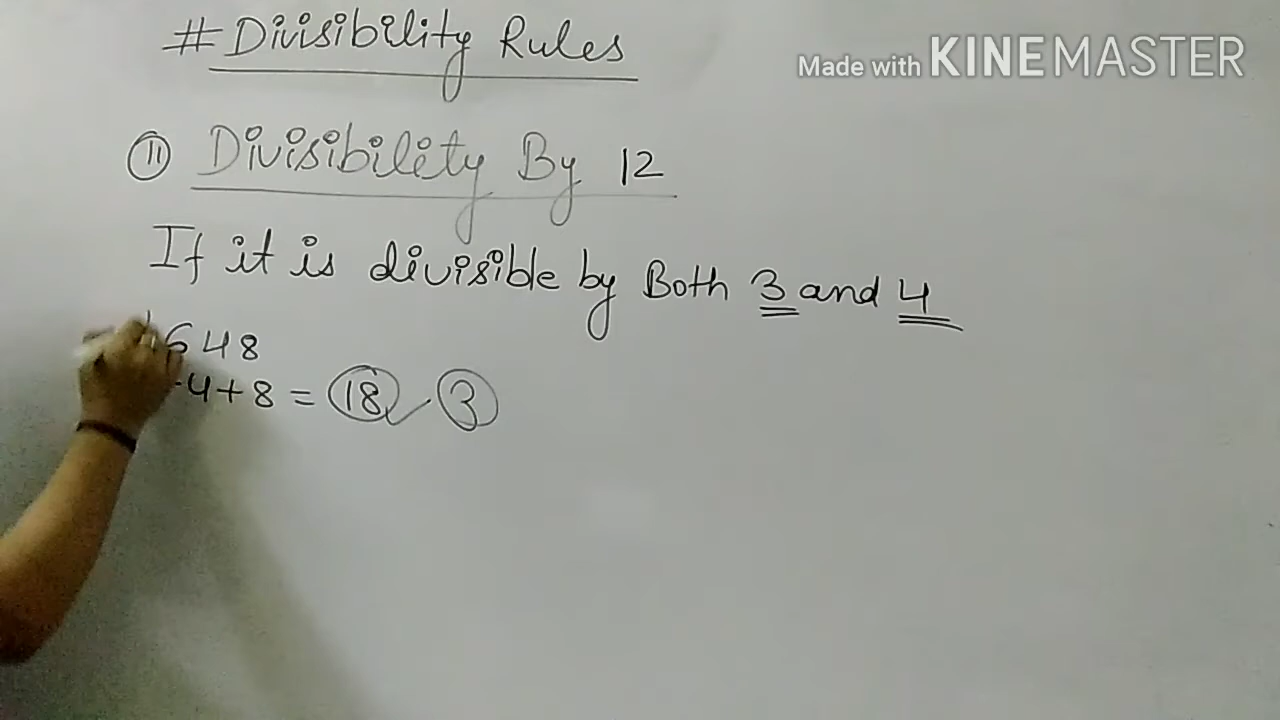 # Divisibility Rules
Made with KINEMASTER
11 Divisibility By 12
If it is divisible by Both 3 and 4
648
4+8 = 18 3